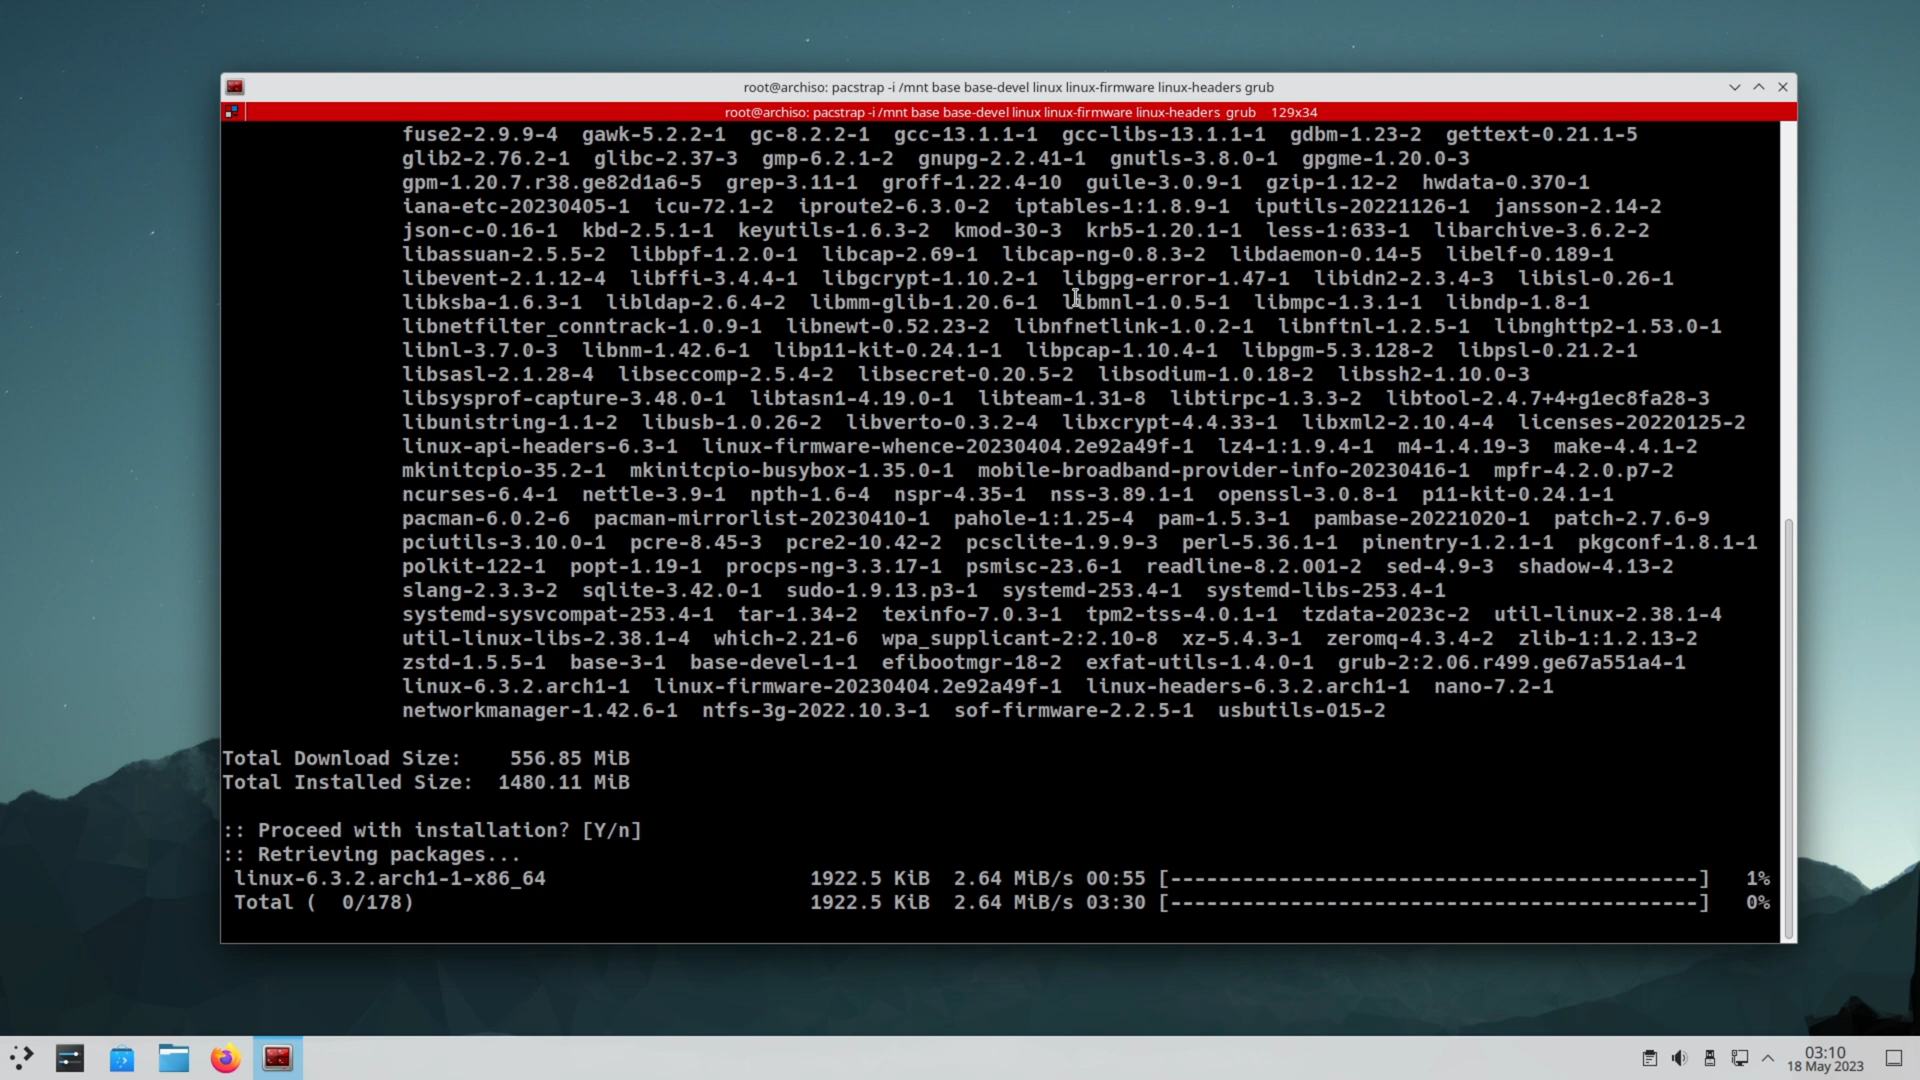 root@archiso: pacstrap -i /mnt base base-devel linux linux-firmware linux-headers grub
root@archiso: pacstrap -i /mnt base base-devel linux linux-firmware linux-headers grub 129x34
fuse2-2.9.9-4 gawk-5.2.2-1 gc-8.2.2-1 gcc-13.1.1-1 gcc-libs-13.1.1-1 gdbm-1.23-2 gettext-0.21.1-5
glib2-2.76.2-1 glibc-2.37-3 gmp-6.2.1-2 gnupg-2.2.41-1 gnutls-3.8.0-1 gpgme-1.20.0-3
gpm-1.20.7.r38.ge82d1a6-5 grep-3.11-1 groff-1.22.4-10 guile-3.0.9-1 gzip-1.12-2 hwdata-0.370-1
iana-etc-20230405-1 icu-72.1-2 iproute2-6.3.0-2 iptables-1:1.8.9-1 iputils-20221126-1 jansson-2.14-2
json-c-0.16-1 kbd-2.5.1-1 keyutils-1.6.3-2 kmod-30-3 krb5-1.20.1-1 less-1:633-1 libarchive-3.6.2-2
libassuan-2.5.5-2 libbpf-1.2.0-1 libcap-2.69-1 libcap-ng-0.8.3-2 libdaemon-0.14-5 libelf-0.189-1
libevent-2.1.12-4 libffi-3.4.4-1 libgcrypt-1.10.2-1 libgpg-error-1.47-1 libidn2-2.3.4-3 libisl-0.26-1
libksba-1.6.3-1 libldap-2.6.4-2 libmm-glib-1.20.6-1 libmnl-1.0.5-1 libmpc-1.3.1-1 libndp-1.8-1
libnetfilter_conntrack-1.0.9-1 libnewt-0.52.23-2 libnfnetlink-1.0.2-1 libnftnl-1.2.5-1 libnghttp2-1.53.0-1
libnl-3.7.0-3 libnm-1.42.6-1 libp11-kit-0.24.1-1 libpcap-1.10.4-1 libpgm-5.3.128-2 libpsl-0.21.2-1
libsasl-2.1.28-4 libseccomp-2.5.4-2 libsecret-0.20.5-2 libsodium-1.0.18-2 libssh2-1.10.0-3
libsysprof-capture-3.48.0-1 libtasn1-4.19.0-1 libteam-1.31-8 libtirpc-1.3.3-2 libtool-2.4.7+4+g1ec8fa28-3
libunistring-1.1-2 libusb-1.0.26-2 libverto-0.3.2-4 libxcrypt-4.4.33-1 libxml2-2.10.4-4 licenses-20220125-2
linux-api-headers-6.3-1 linux-firmware-whence-20230404.2e92a49f-1 lz4-1:1.9.4-1 m4-1.4.19-3 make-4.4.1-2
mkinitcpio-35.2-1 mkinitcpio-busybox-1.35.0-1 mobile-broadband-provider-info-20230416-1 mpfr-4.2.0.p7-2
ncurses-6.4-1 nettle-3.9-1 npth-1.6-4 nspr-4.35-1 nss-3.89.1-1 openssl-3.0.8-1 p11-kit-0.24.1-1
pacman-6.0.2-6 pacman-mirrorlist-20230410-1 pahole-1:1.25-4 pam-1.5.3-1 pambase-20221020-1 patch-2.7.6-9
pciutils-3.10.0-1 pcre-8.45-3 pcre2-10.42-2 pcsclite-1.9.9-3 perl-5.36.1-1 pinentry-1.2.1-1 pkgconf-1.8.1-1
polkit-122-1 popt-1.19-1 procps-ng-3.3.17-1 psmisc-23.6-1 readline-8.2.001-2 sed-4.9-3 shadow-4.13-2
slang-2.3.3-2 sqlite-3.42.0-1 sudo-1.9.13.p3-1 systemd-253.4-1 systemd-libs-253.4-1
systemd-sysvcompat-253.4-1 tar-1.34-2 texinfo-7.0.3-1 tpm2-tss-4.0.1-1 tzdata-2023c-2 util-linux-2.38.1-4
util-linux-libs-2.38.1-4 which-2.21-6 wpa_supplicant-2:2.10-8 xz-5.4.3-1 zeromq-4.3.4-2 zlib-1:1.2.13-2
zstd-1.5.5-1 base-3-1 base-devel-1-1 efibootmgr-18-2 exfat-utils-1.4.0-1 grub-2:2.06.r499.ge67a551a4-1
linux-6.3.2.arch1-1 linux-firmware-20230404.2e92a49f-1 linux-headers-6.3.2.arch1-1 nano-7.2-1
networkmanager-1.42.6-1 ntfs-3g-2022.10.3-1 sof-firmware-2.2.5-1 usbutils-015-2
Total Download Size: 556.85 MiB
Total Installed Size: 1480.11 MiB
:: Proceed with installation? [Y/n]
:: Retrieving packages...
linux-6.3.2.arch1-1-x86_64 1922.5 KiB 2.64 MiB/s 00:55 [--------------------------------------------] 1%
Total ( 0/178) 1922.5 KiB 2.64 MiB/s 03:30 [--------------------------------------------] 0%
03:10
18 May 2023